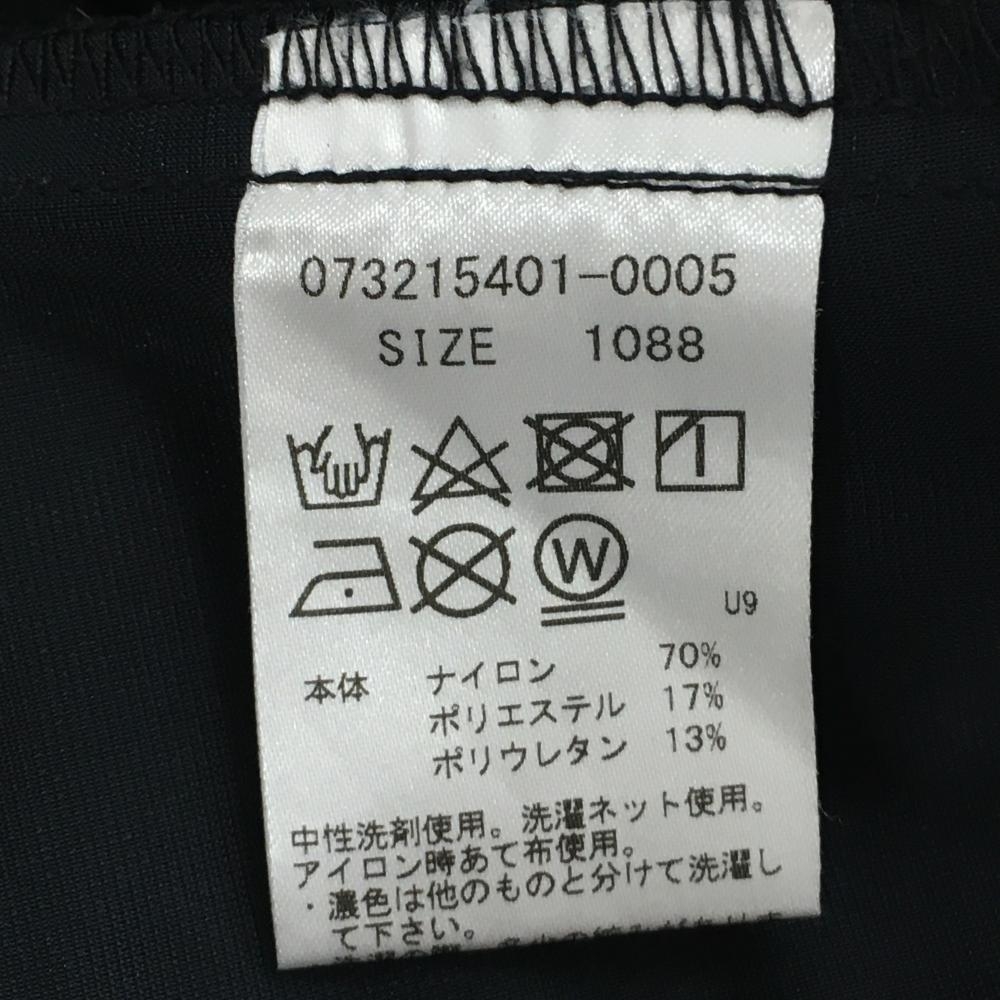 073215401-0005
SIZE 1088
W
U9
本体 ナイロン 70%
ポリエステル 17%
ポリウレタン 13%
中性洗剤使用。洗濯ネット使用。
アイロン時あて布使用。
・濃色は他のものと分けて洗濯し
て下さい。